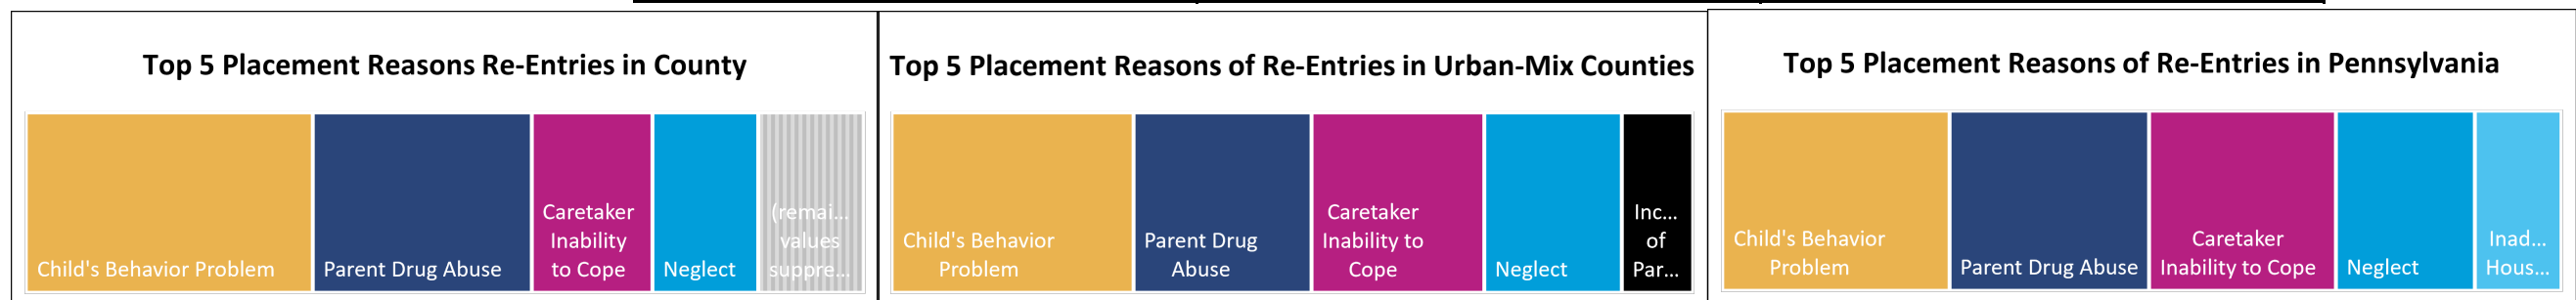 Top 5 Placement Reasons Re-Entries in County
Child's Behavior Problem
Parent Drug Abuse
Caretaker
Inability
to Cope
Neglect
(remai...
values
suppre...
Top 5 Placement Reasons of Re-Entries in Urban-Mix Counties
Child's Behavior
Problem
Parent Drug
Abuse
Caretaker
Inability to
Cope
Neglect
Inc...
of
Par...
Top 5 Placement Reasons of Re-Entries in Pennsylvania
Child's Behavior
Problem
Parent Drug Abuse
Caretaker
Inability to Cope
Neglect
Inad...
Hous...